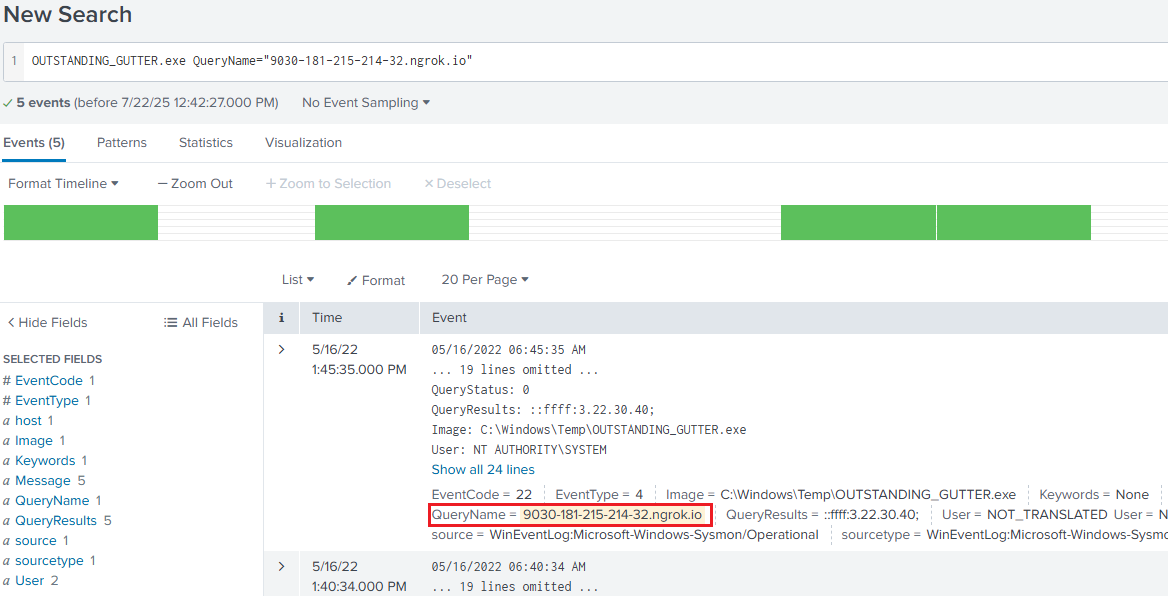 New Search
1 OUTSTANDING_GUTTER.exe QueryName="9030-181-215-214-32.ngrok.io"
✓ 5 events (before 7/22/25 12:42:27.000 PM) No Event Sampling ▾
Events (5) Patterns Statistics Visualization
Format Timeline ▾ — Zoom Out + Zoom to Selection × Deselect
List ▾ Format 20 Per Page ▾
< Hide Fields All Fields
i Time Event
SELECTED FIELDS
# EventCode 1
# EventType 1
a host 1
a Image 1
a Keywords 1
a Message 5
a QueryName 1
a QueryResults 5
a source 1
a sourcetype 1
a User 2
> 5/16/22
1:45:35.000 PM
05/16/2022 06:45:35 AM
... 19 lines omitted ...
QueryStatus: 0
QueryResults: ::ffff:3.22.30.40;
Image: C:\Windows\Temp\OUTSTANDING_GUTTER.exe
User: NT AUTHORITY\SYSTEM
Show all 24 lines
EventCode = 22 EventType = 4 Image = C:\Windows\Temp\OUTSTANDING_GUTTER.exe Keywords = None
QueryName = 9030-181-215-214-32.ngrok.io QueryResults = ::ffff:3.22.30.40; User = NOT_TRANSLATED User = N
source = WinEventLog:Microsoft-Windows-Sysmon/Operational sourcetype = WinEventLog:Microsoft-Windows-Sysmo
> 5/16/22
1:40:34.000 PM
05/16/2022 06:40:34 AM
... 19 lines omitted ...